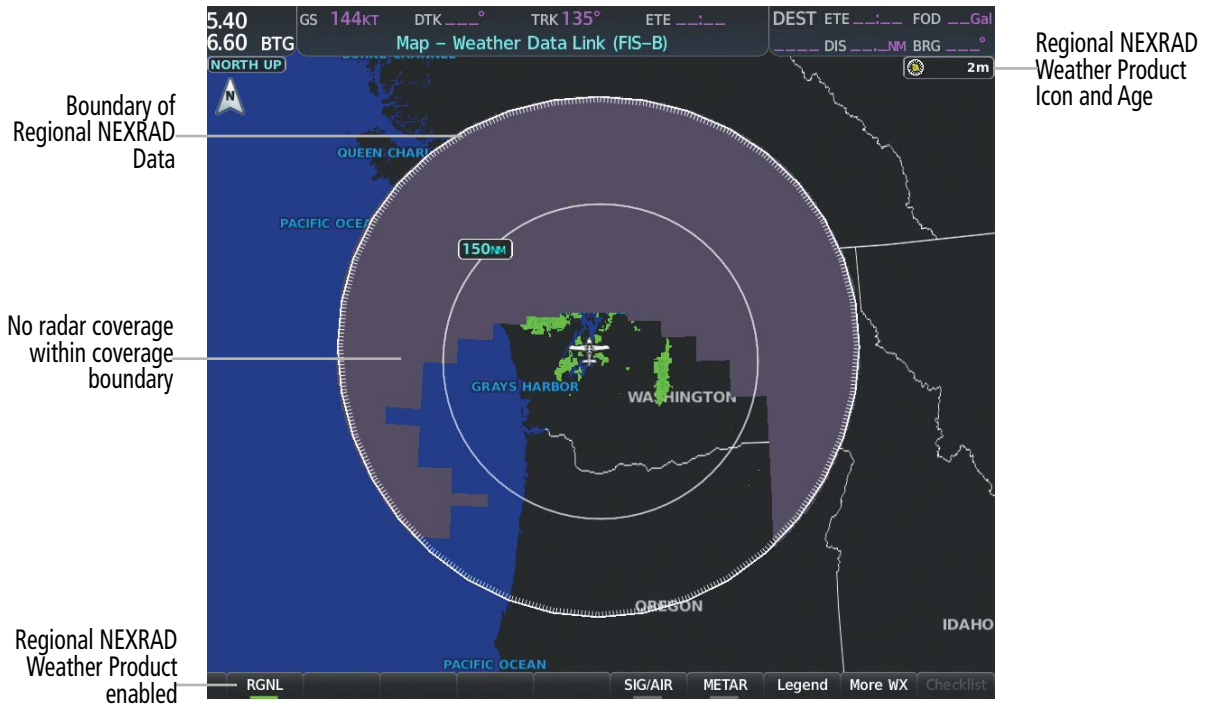 5.40 GS 144KT DTK ___° TRK 135° ETE __:__ DEST ETE __:__ FOD __Gal
6.60 BTG Map – Weather Data Link (FIS–B) ____ DIS __._NM BRG ___°
NORTH UP
2m
N
Regional NEXRAD
Weather Product
Icon and Age
Boundary of
Regional NEXRAD
Data
QUEEN CHARL
PACIFIC OCEA
150NM
No radar coverage
within coverage
boundary
GRAYS HARBOR
WASHINGTON
OREGON
IDAHO
Regional NEXRAD
Weather Product
enabled
PACIFIC OCEAN
RGNL SIG/AIR METAR Legend More WX Checklist